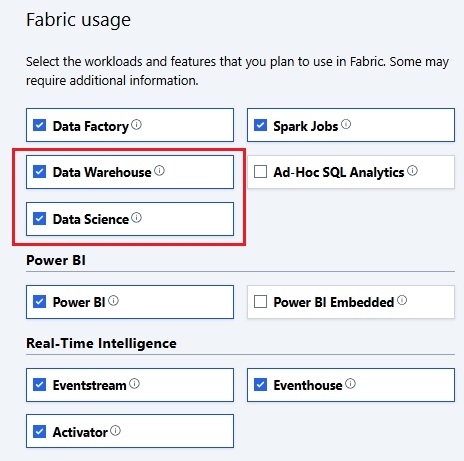 Fabric usage
Select the workloads and features that you plan to use in Fabric. Some may
require additional information.
Data Factory
Spark Jobs
Data Warehouse
Ad-Hoc SQL Analytics
Data Science
Power BI
Power BI
Power BI Embedded
Real-Time Intelligence
Eventstream
Eventhouse
Activator